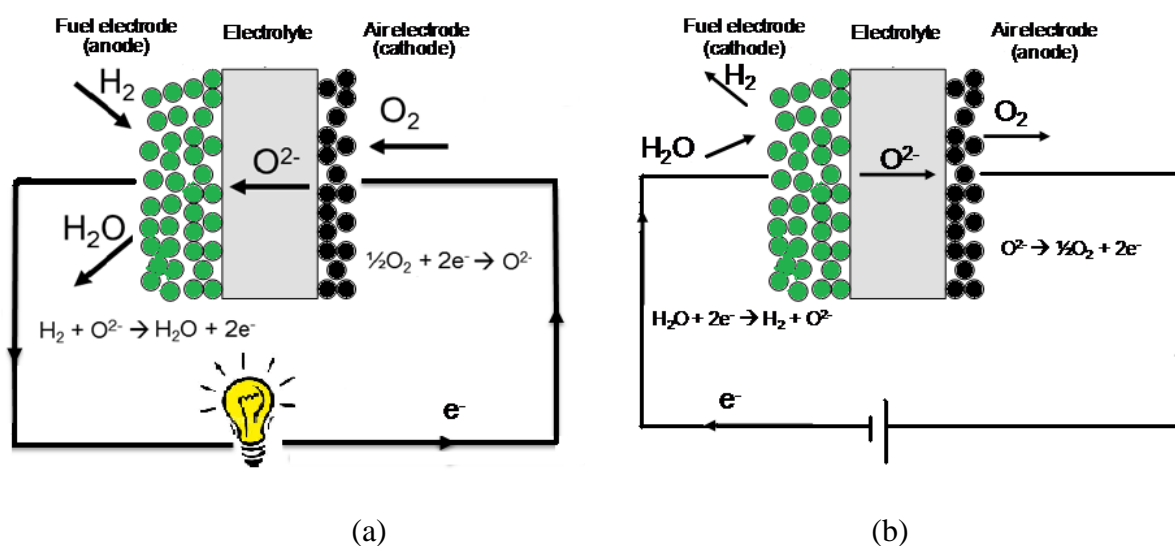 Fuel electrode
(anode)
Electrolyte
Air electrode
(cathode)
H₂
O₂
O²⁻
H₂O
½O₂ + 2e⁻ → O²⁻
H₂ + O²⁻ → H₂O + 2e⁻
e⁻
(a)
Fuel electrode
(cathode)
Electrolyte
Air electrode
(anode)
H₂
O₂
H₂O
O²⁻
O²⁻ → ½O₂ + 2e⁻
H₂O + 2e⁻ → H₂ + O²⁻
e⁻
(b)